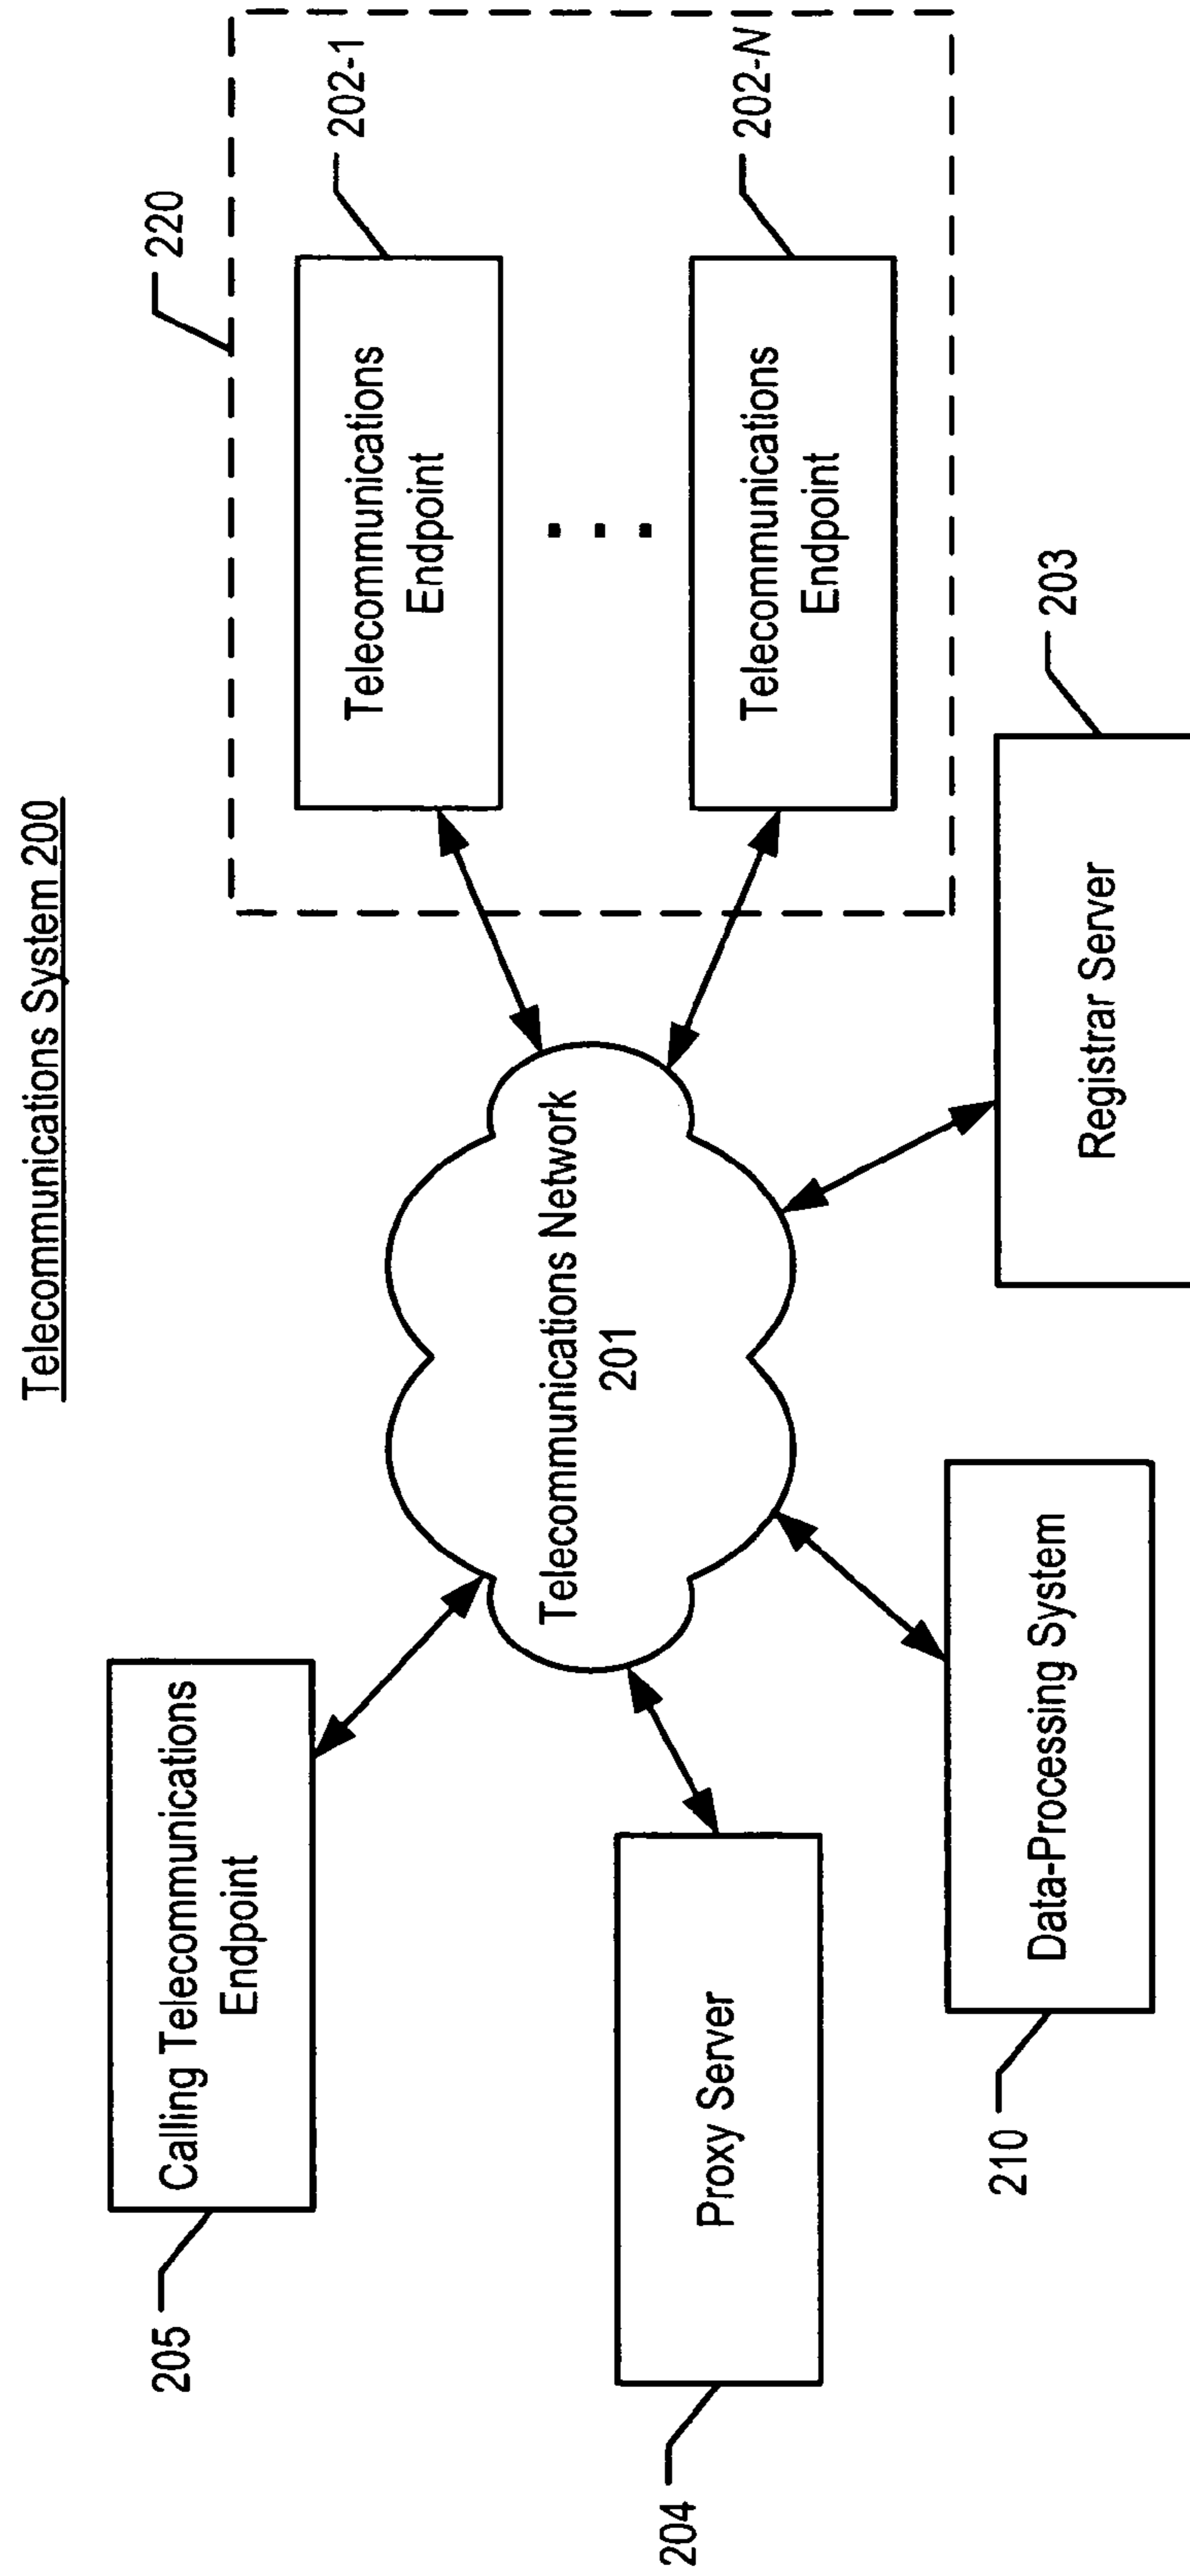 Telecommunications System 200
220
205
Calling Telecommunications
Endpoint
Telecommunications
Endpoint
202-1
Telecommunications Network
201
Telecommunications
Endpoint
202-N
204
Proxy Server
210
Data-Processing System
Registrar Server
203